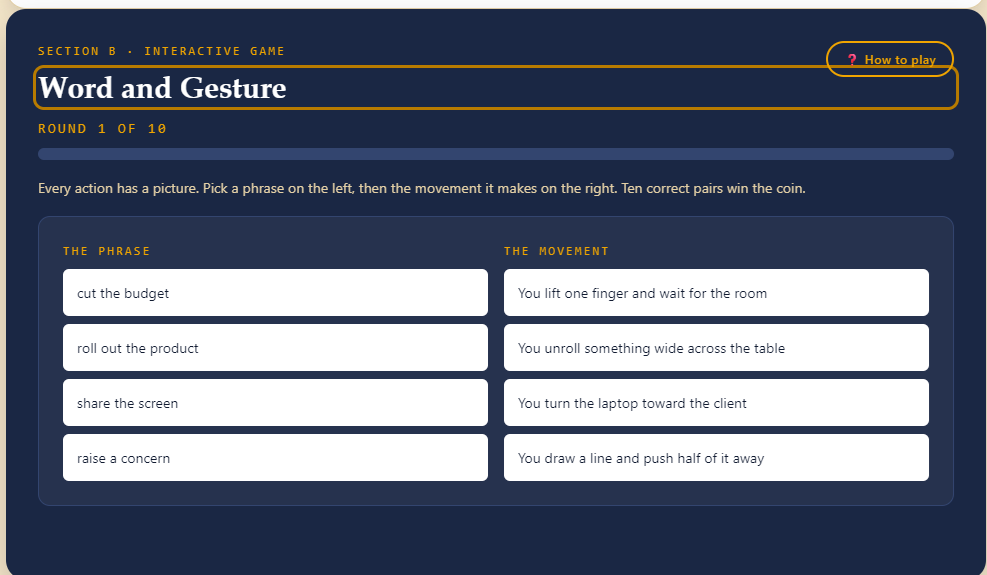 SECTION B · INTERACTIVE GAME
❓ How to play
Word and Gesture
ROUND 1 OF 10
Every action has a picture. Pick a phrase on the left, then the movement it makes on the right. Ten correct pairs win the coin.
THE PHRASE
cut the budget
roll out the product
share the screen
raise a concern
THE MOVEMENT
You lift one finger and wait for the room
You unroll something wide across the table
You turn the laptop toward the client
You draw a line and push half of it away